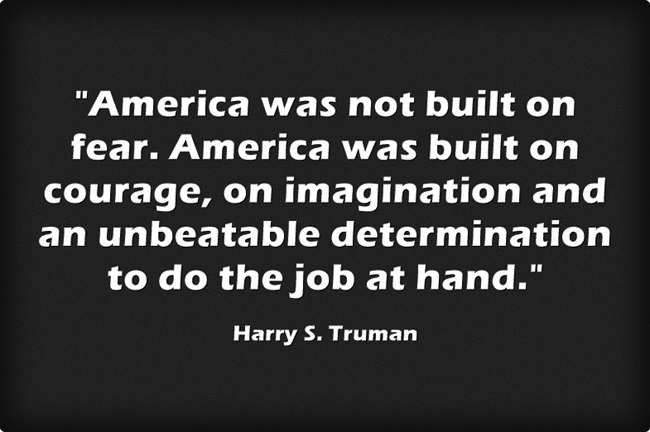 "America was not built on
fear. America was built on
courage, on imagination and
an unbeatable determination
to do the job at hand."
Harry S. Truman